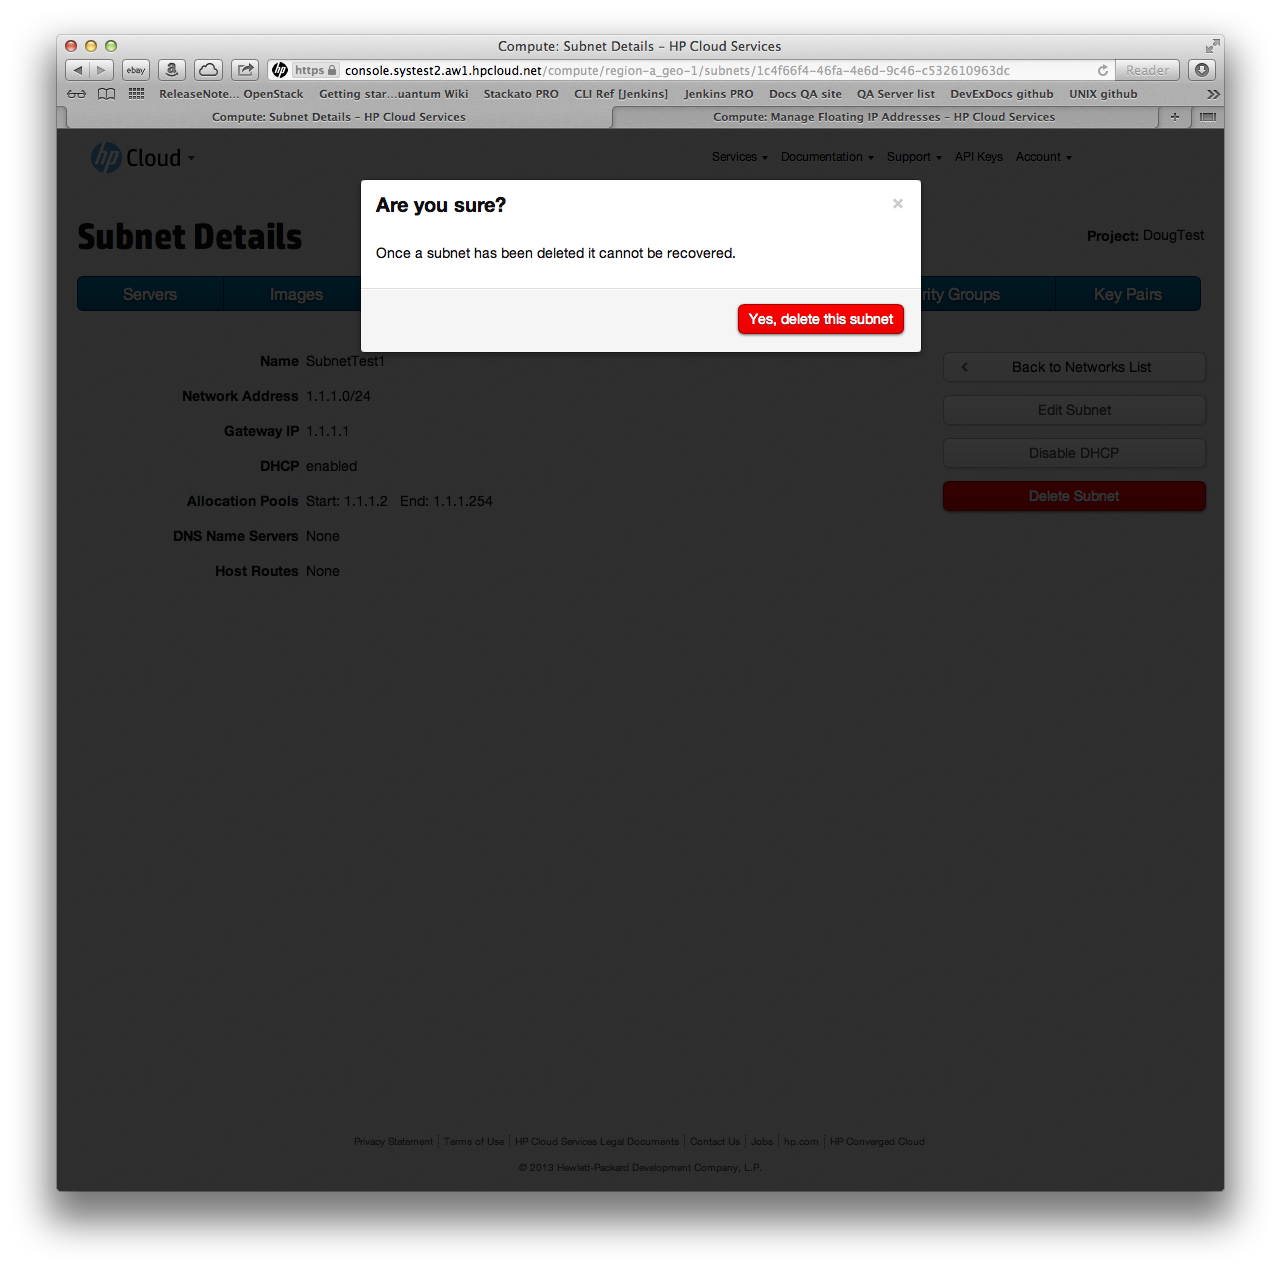 Compute: Subnet Details – HP Cloud Services
ebay
a
hp
https
console.systest2.aw1.hpcloud.net/compute/region-a_geo-1/subnets/1c4f66f4-46fa-4e6d-9c46-c532610963dc
Reader
ReleaseNote... OpenStack
Getting star...uantum Wiki
Stackato PRO
CLI Ref [Jenkins]
Jenkins PRO
Docs QA site
QA Server list
DevExDocs github
UNIX github
Compute: Subnet Details – HP Cloud Services
Compute: Manage Floating IP Addresses – HP Cloud Services
hp Cloud
Services
Documentation
Support
API Keys
Account
Are you sure?
×
Once a subnet has been deleted it cannot be recovered.
Yes, delete this subnet
Subnet Details
Project: DougTest
Servers
Images
rity Groups
Key Pairs
Name SubnetTest1
Network Address 1.1.1.0/24
Gateway IP 1.1.1.1
DHCP enabled
Allocation Pools Start: 1.1.1.2 End: 1.1.1.254
DNS Name Servers None
Host Routes None
Back to Networks List
Edit Subnet
Disable DHCP
Delete Subnet
Privacy Statement
Terms of Use
HP Cloud Services Legal Documents
Contact Us
Jobs
hp.com
HP Converged Cloud
© 2013 Hewlett-Packard Development Company, L.P.